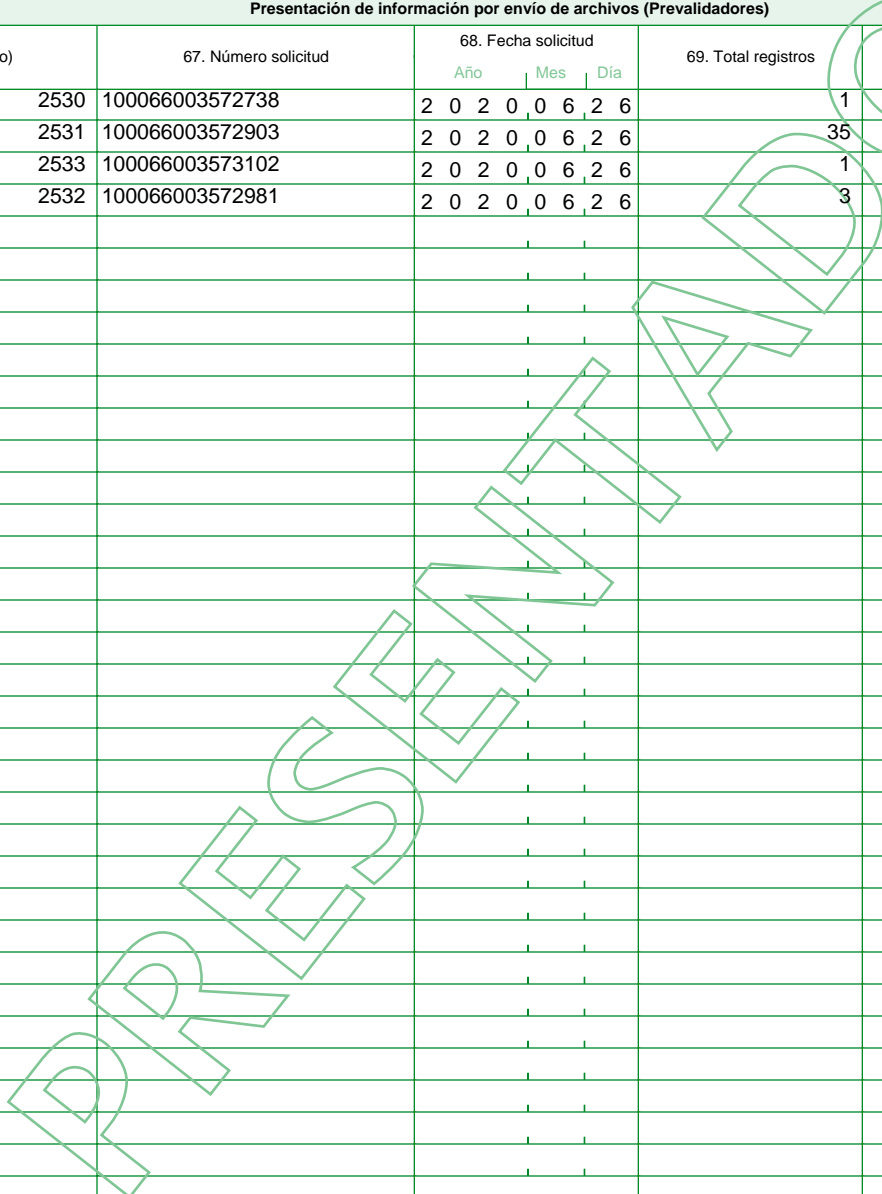 Presentación de información por envío de archivos (Prevalidadores)
o) 67. Número solicitud 68. Fecha solicitud 69. Total registros
Año Mes Día
2530 100066003572738 2 0 2 0 0 6 2 6 1
2531 100066003572903 2 0 2 0 0 6 2 6 35
2533 100066003573102 2 0 2 0 0 6 2 6 1
2532 100066003572981 2 0 2 0 0 6 2 6 3
PRESENTADO